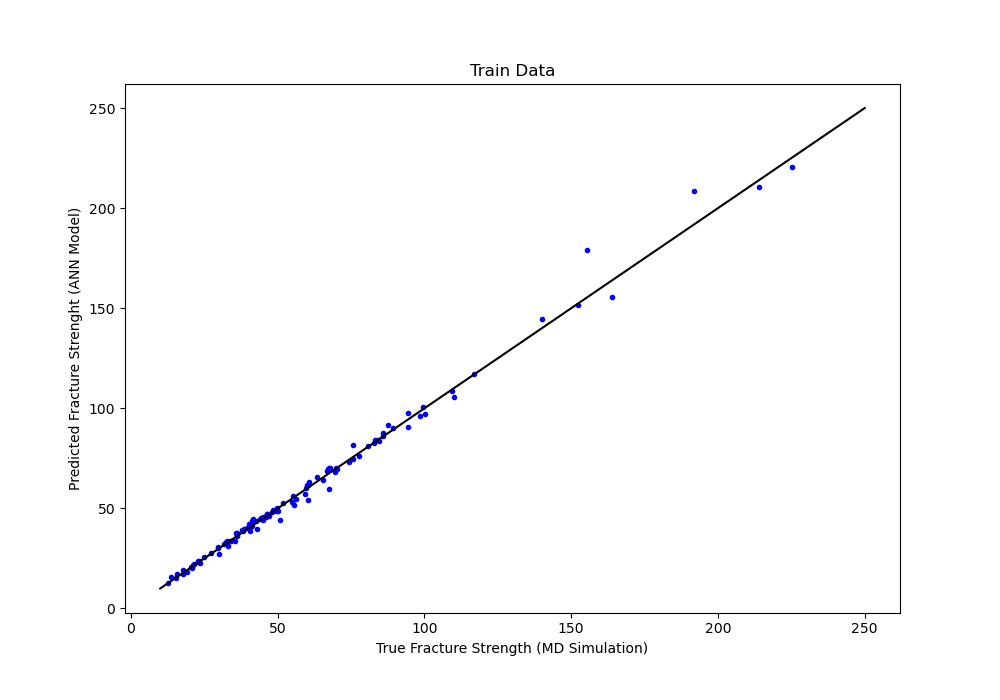 Train Data
250
200
150
100
50
0
Predicted Fracture Strenght (ANN Model)
0 50 100 150 200 250
True Fracture Strength (MD Simulation)